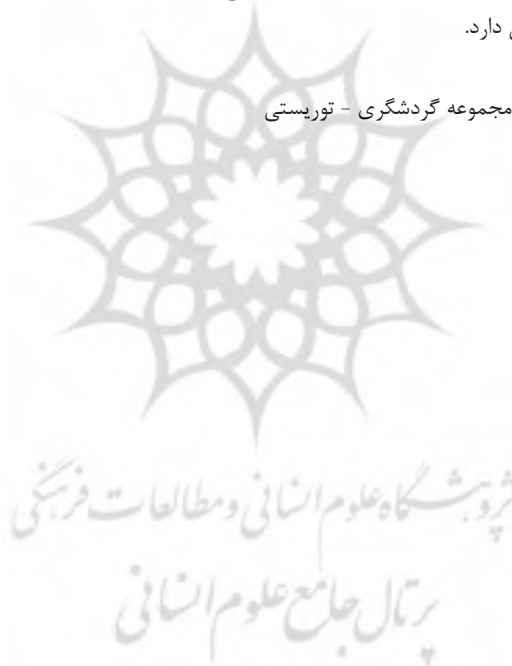 دارد.
مجموعه گردشگری - توریستی
پژوهشگاه علوم انسانی و مطالعات فرهنگی
پرتال جامع علوم انسانی